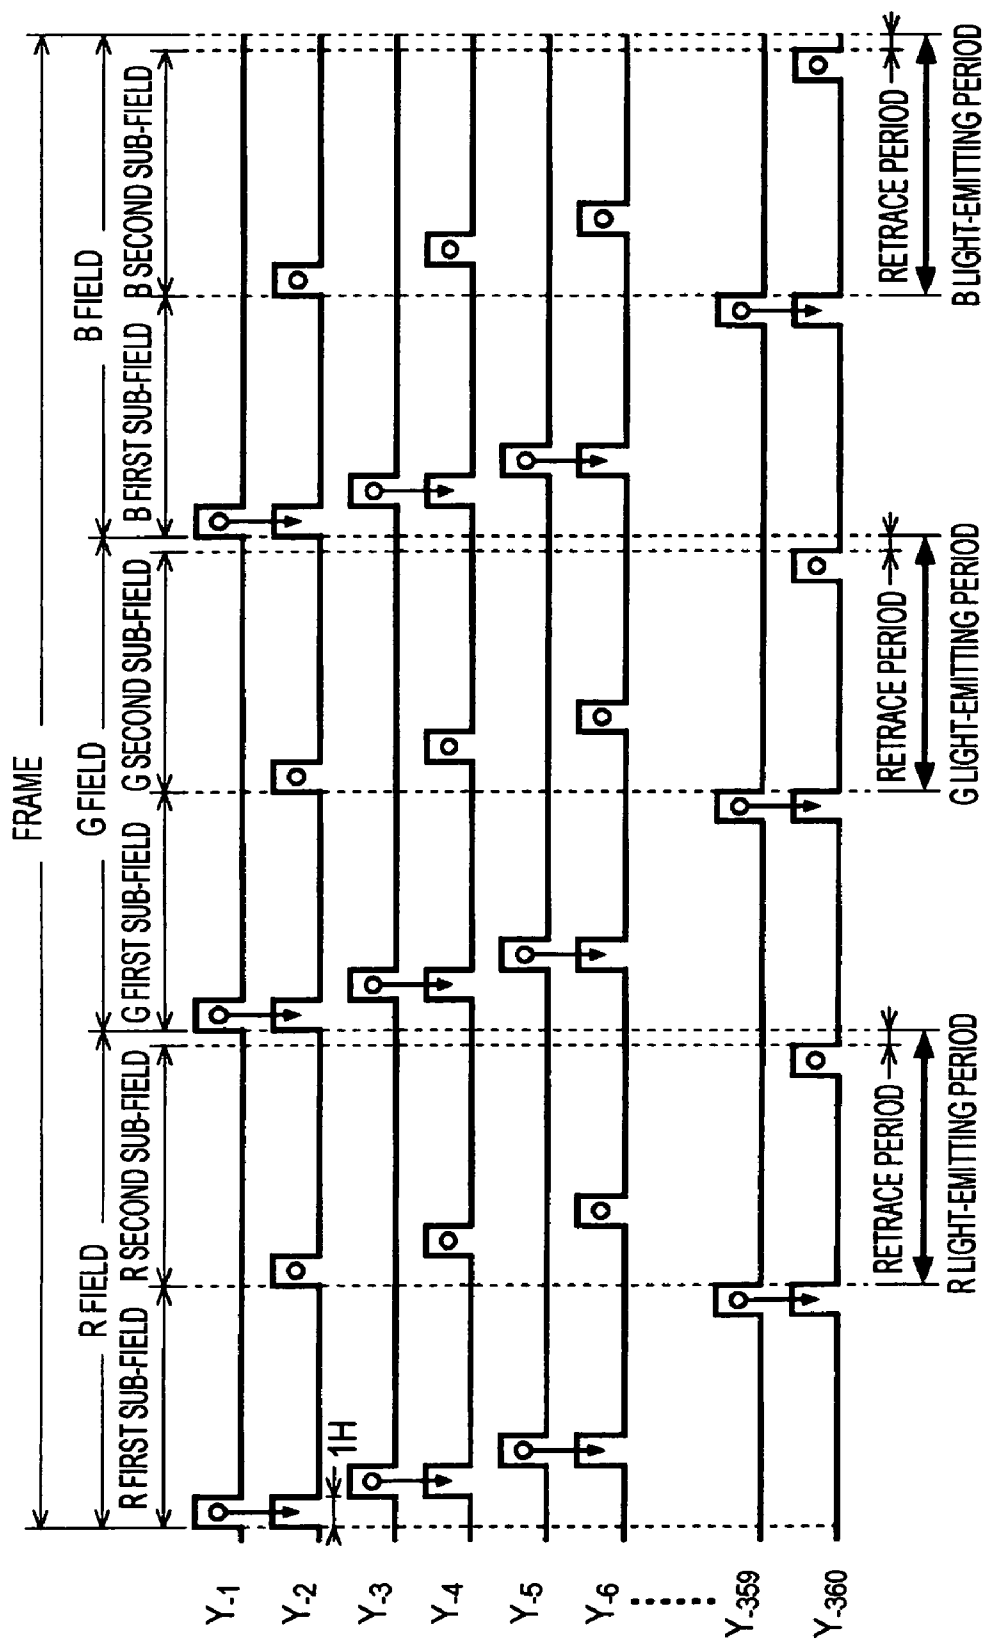 FRAME
R FIELD
G FIELD
B FIELD
R FIRST SUB-FIELD
R SECOND SUB-FIELD
G FIRST SUB-FIELD
G SECOND SUB-FIELD
B FIRST SUB-FIELD
B SECOND SUB-FIELD
Y-1
Y-2
1H
Y-3
Y-4
Y-5
Y-6
Y-359
Y-360
RETRACE PERIOD
RETRACE PERIOD
RETRACE PERIOD
R LIGHT-EMITTING PERIOD
G LIGHT-EMITTING PERIOD
B LIGHT-EMITTING PERIOD